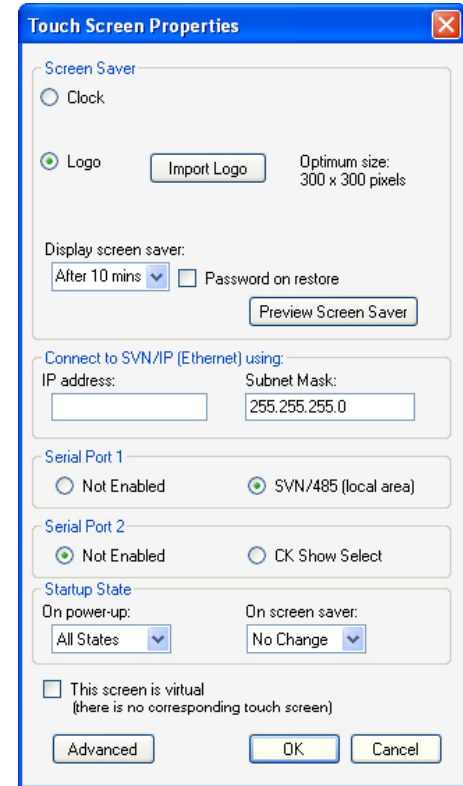 Touch Screen Properties
Screen Saver
Clock
Logo
Import Logo
Optimum size:
300 x 300 pixels
Display screen saver:
After 10 mins
Password on restore
Preview Screen Saver
Connect to SVN/IP (Ethernet) using:
IP address:
Subnet Mask:
255.255.255.0
Serial Port 1
Not Enabled
SVN/485 (local area)
Serial Port 2
Not Enabled
CK Show Select
Startup State
On power-up:
On screen saver:
All States
No Change
This screen is virtual
(there is no corresponding touch screen)
Advanced
OK
Cancel